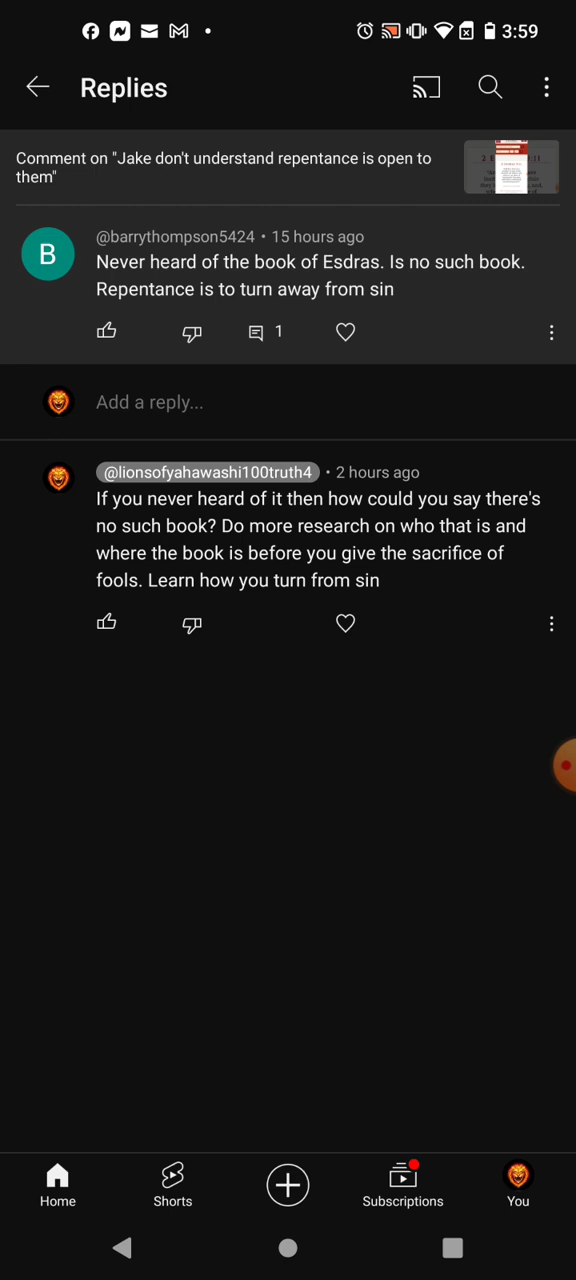 3:59
Replies
Comment on "Jake don't understand repentance is open to
them"
@barrythompson5424 • 15 hours ago
B
Never heard of the book of Esdras. Is no such book.
Repentance is to turn away from sin
1
Add a reply...
@lionsofyahawashi100truth4 • 2 hours ago
If you never heard of it then how could you say there's
no such book? Do more research on who that is and
where the book is before you give the sacrifice of
fools. Learn how you turn from sin
Home Shorts Subscriptions You